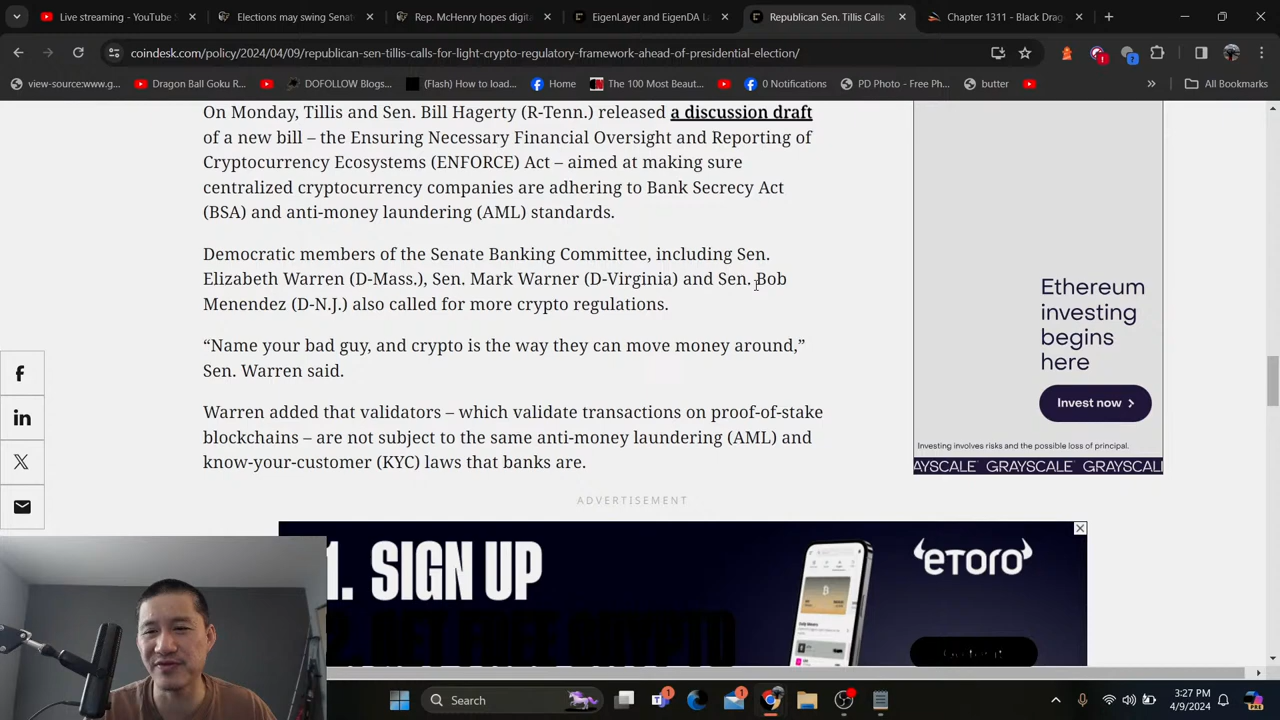 Live streaming - YouTube S
Elections may swing Senate
Rep. McHenry hopes digita
EigenLayer and EigenDA L
Republican Sen. Tillis Calls
Chapter 1311 - Black Drag
coindesk.com/policy/2024/04/09/republican-sen-tillis-calls-for-light-crypto-regulatory-framework-ahead-of-presidential-election/
view-source:www.g...
Dragon Ball Goku R...
DOFOLLOW Blogs...
(Flash) How to load...
Home
The 100 Most Beaut...
0 Notifications
PD Photo - Free Ph...
butter
All Bookmarks
On Monday, Tillis and Sen. Bill Hagerty (R-Tenn.) released a discussion draft
of a new bill – the Ensuring Necessary Financial Oversight and Reporting of
Cryptocurrency Ecosystems (ENFORCE) Act – aimed at making sure
centralized cryptocurrency companies are adhering to Bank Secrecy Act
(BSA) and anti-money laundering (AML) standards.
Democratic members of the Senate Banking Committee, including Sen.
Elizabeth Warren (D-Mass.), Sen. Mark Warner (D-Virginia) and Sen. Bob
Menendez (D-N.J.) also called for more crypto regulations.
“Name your bad guy, and crypto is the way they can move money around,”
Sen. Warren said.
Warren added that validators – which validate transactions on proof-of-stake
blockchains – are not subject to the same anti-money laundering (AML) and
know-your-customer (KYC) laws that banks are.
ADVERTISEMENT
Ethereum
investing
begins
here
Invest now
Investing involves risks and the possible loss of principal.
AYSCALE GRAYSCALE GRAYSCAL
1. SIGN UP
etoro
Search
3:27 PM
4/9/2024